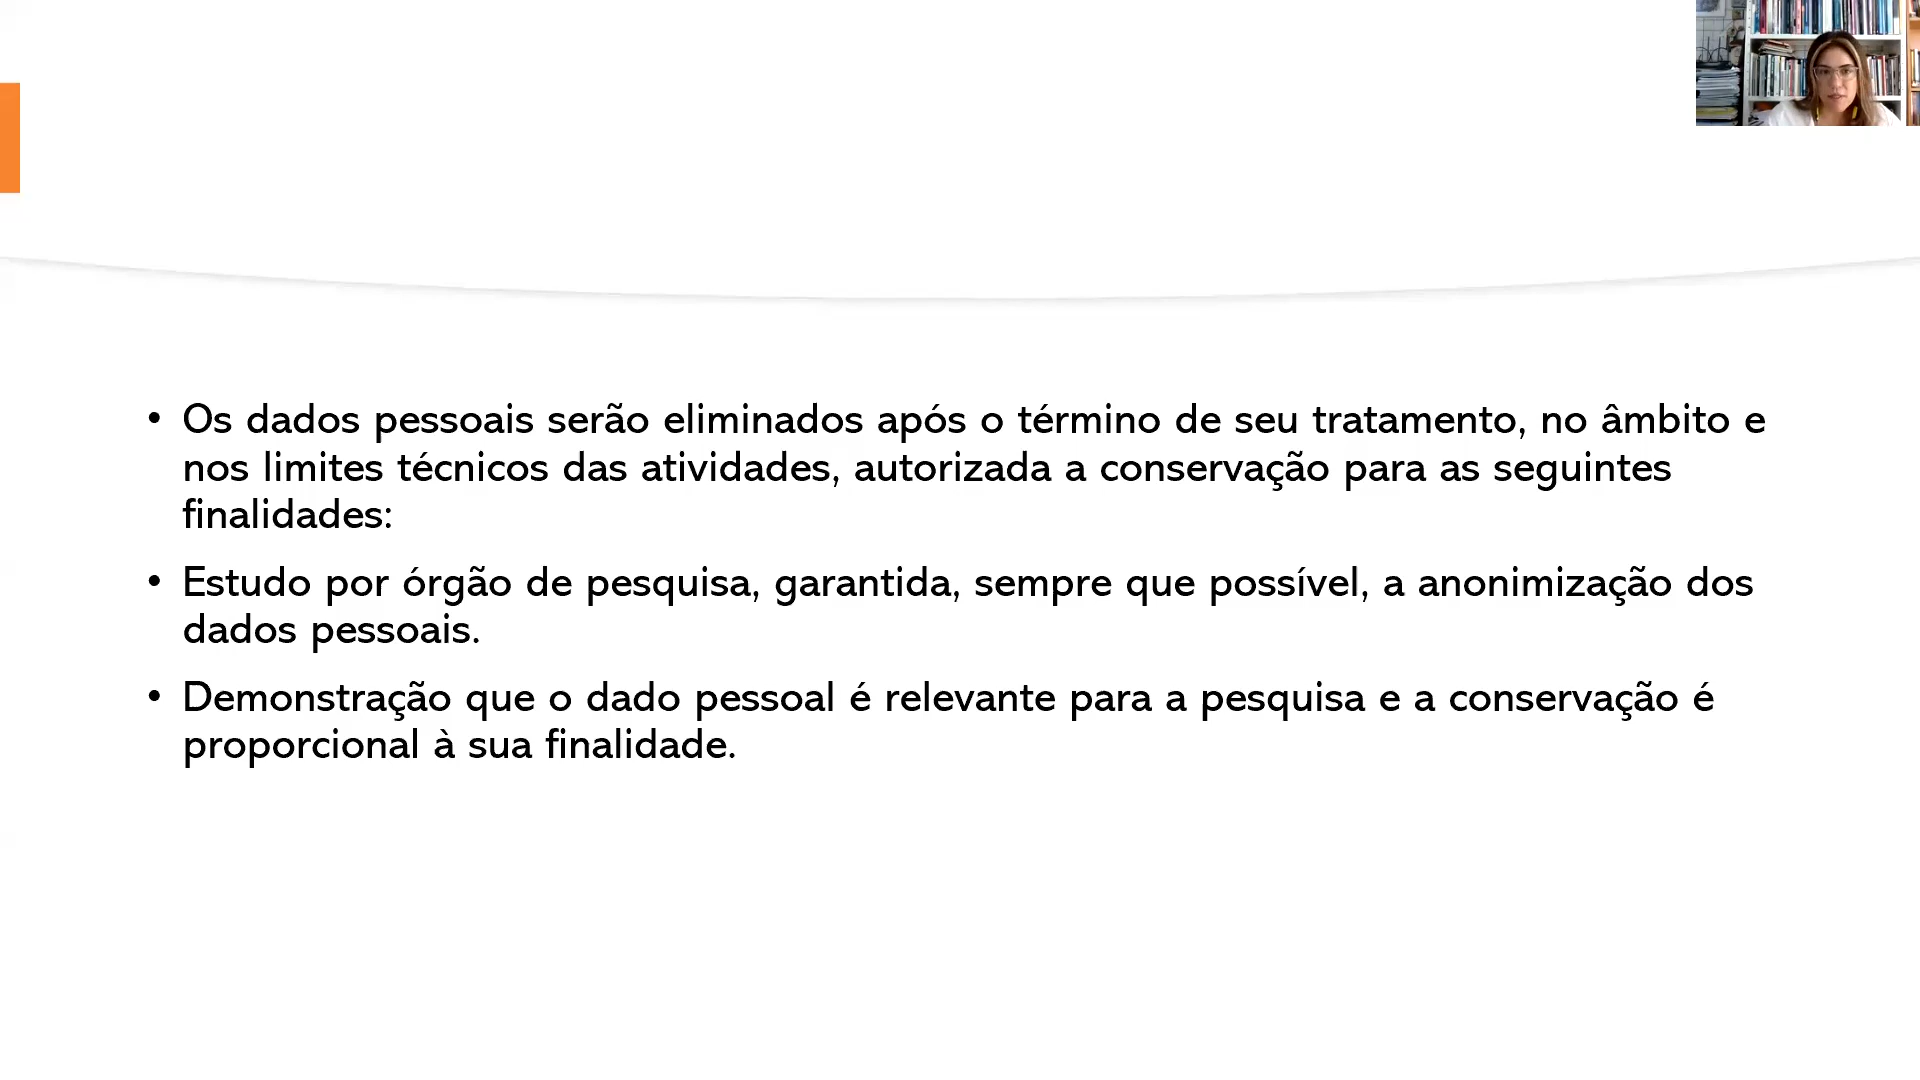 • Os dados pessoais serão eliminados após o término de seu tratamento, no âmbito e
nos limites técnicos das atividades, autorizada a conservação para as seguintes
finalidades:
• Estudo por órgão de pesquisa, garantida, sempre que possível, a anonimização dos
dados pessoais.
• Demonstração que o dado pessoal é relevante para a pesquisa e a conservação é
proporcional à sua finalidade.